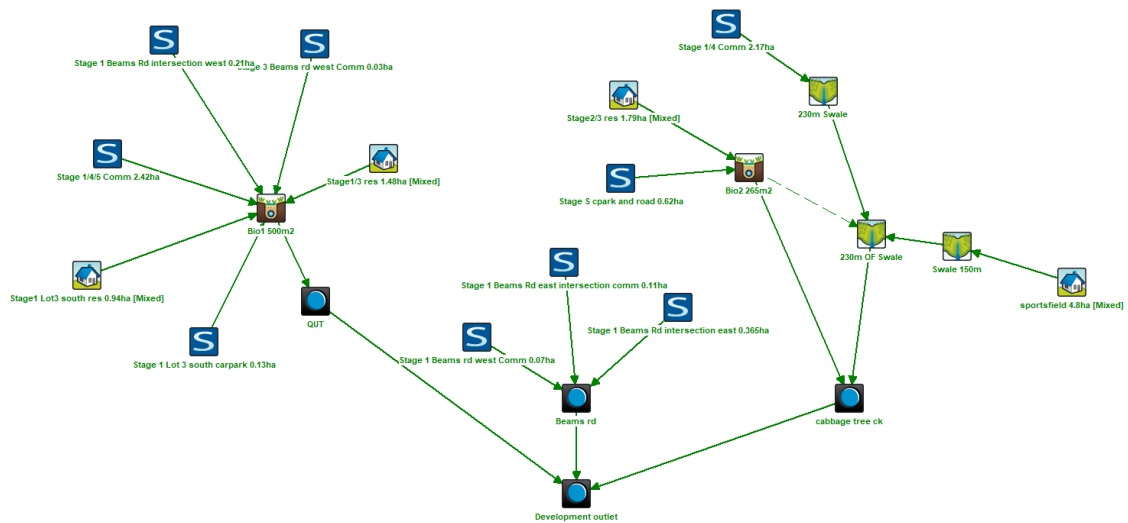 Stage 1/4 Comm 2.17ha
Stage 1 Beams Rd intersection west 0.21ha
Stage 3 Beams rd west Comm 0.03ha
230m Swale
Stage2/3 res 1.79ha [Mixed]
Stage 1/4/5 Comm 2.42ha
Stage1/3 res 1.48ha [Mixed]
Bio2 265m2
Stage S cpark and road 0.62ha
Bio1 500m2
230m OF Swale
Swale 150m
Stage 1 Beams Rd east intersection comm 0.11ha
Stage1 Lot3 south res 0.94ha [Mixed]
sportsfield 4.8ha [Mixed]
QUT
Stage 1 Beams Rd intersection east 0.365ha
Stage 1 Beams rd west Comm 0.07ha
Stage 1 Lot 3 south carpark 0.13ha
Beams rd
cabbage tree ck
Development outlet